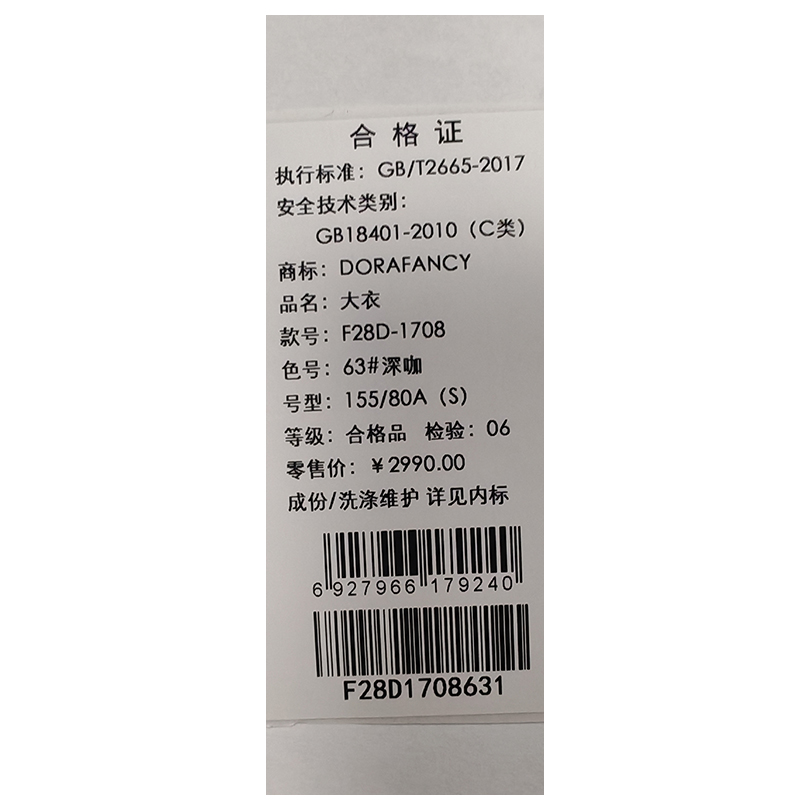 合格证
执行标准：GB/T2665-2017
安全技术类别：
GB18401-2010（C类）
商标：DORAFANCY
品名：大衣
款号：F28D-1708
色号：63#深咖
号型：155/80A（S）
等级：合格品 检验：06
零售价：￥2990.00
成份/洗涤维护 详见内标
6 927966 179240
F28D1708631